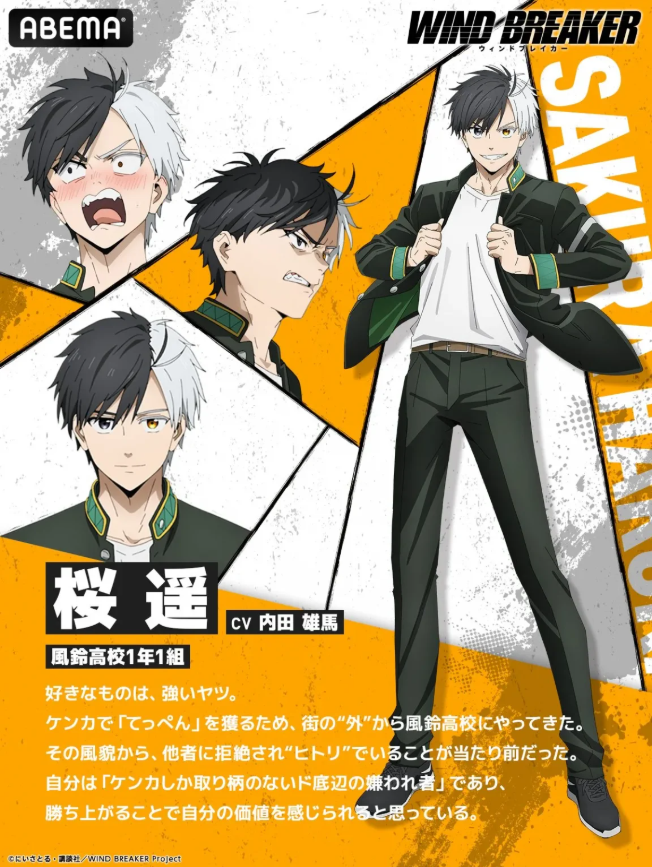 ABEMA
WIND BREAKER
ウィンドブレイカー
SAKURA HARUKA
桜 遥
CV 内田 雄馬
風鈴高校1年1組
好きなものは、強いヤツ。
ケンカで「てっぺん」を獲るため、街の“外”から風鈴高校にやってきた。
その風貌から、他者に拒絶され“ヒトリ”でいることが当たり前だった。
自分は「ケンカしか取り柄のないド底辺の嫌われ者」であり、
勝ち上がることで自分の価値を感じられると思っている。
©にいさとる・講談社/WIND BREAKER Project